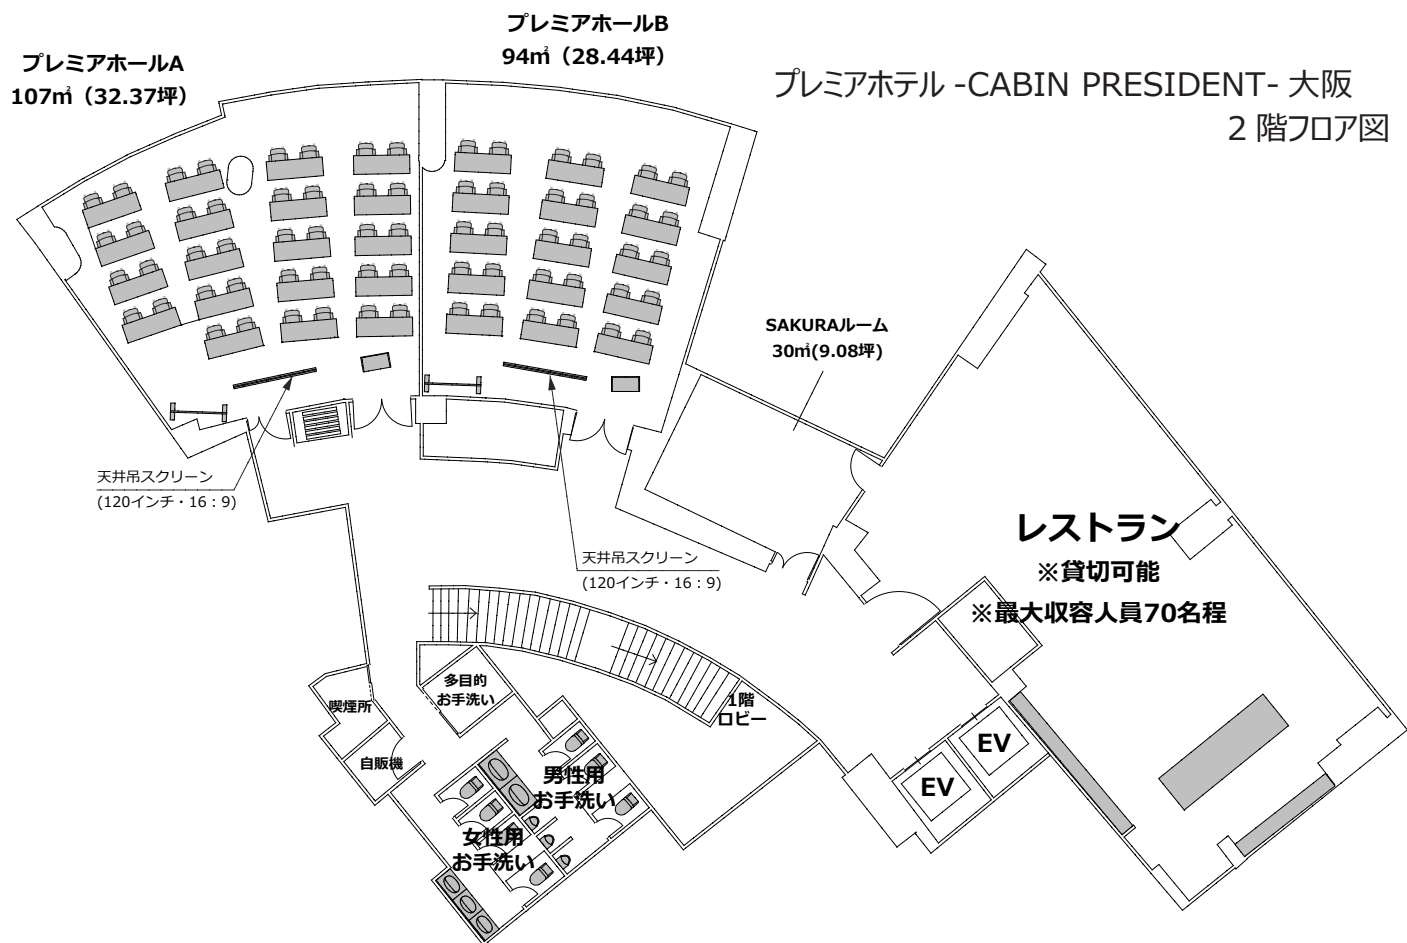 プレミアホールB
94㎡（28.44坪）
プレミアホールA
107㎡（32.37坪）
プレミアホテル -CABIN PRESIDENT- 大阪
２階フロア図
SAKURAルーム
30㎡(9.08坪)
天井吊スクリーン
(120インチ・16：9)
天井吊スクリーン
(120インチ・16：9)
レストラン
※貸切可能
※最大収容人員70名程
多目的
お手洗い
1階
ロビー
喫煙所
自販機
EV
EV
男性用
お手洗い
女性用
お手洗い